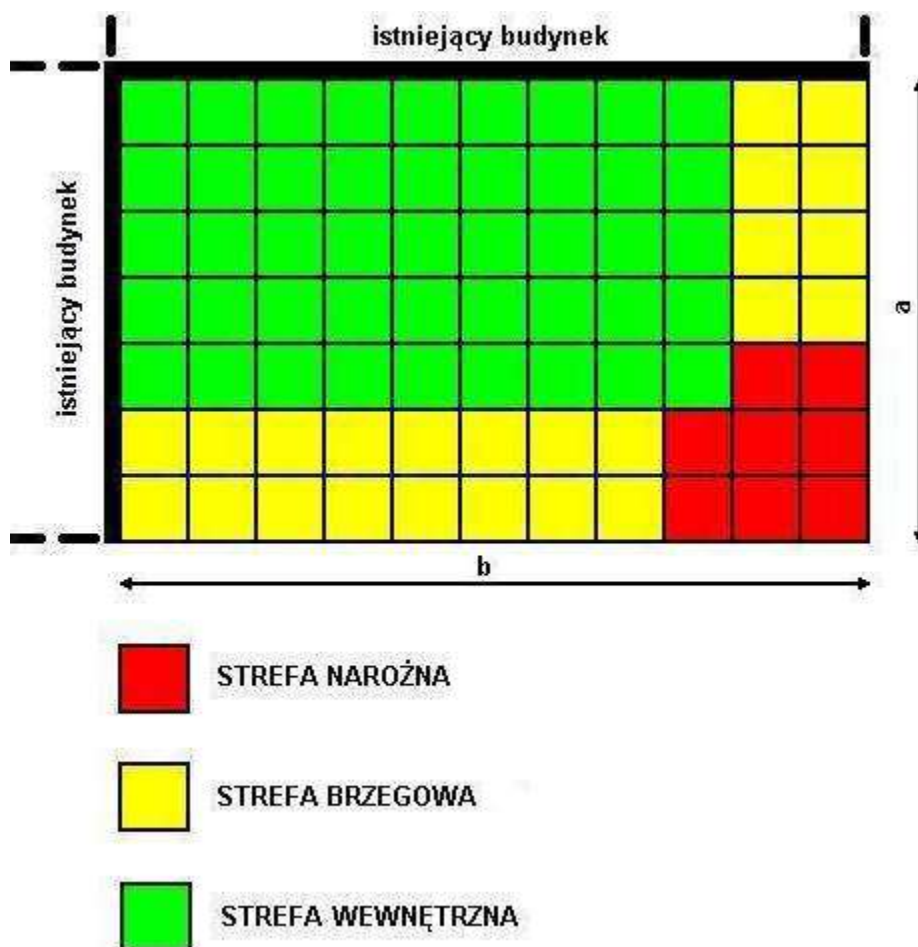 istniejący budynek
istniejący budynek
a
b
STREFA NAROŻNA
STREFA BRZEGOWA
STREFA WEWNĘTRZNA